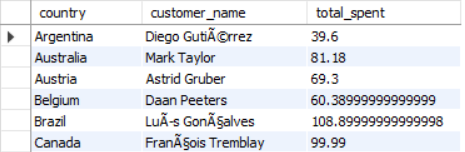 country customer_name total_spent
Argentina Diego GutiÃ©rrez 39.6
Australia Mark Taylor 81.18
Austria Astrid Gruber 69.3
Belgium Daan Peeters 60.38999999999999
Brazil LuÃ-s GonÃ§alves 108.89999999999998
Canada FranÃ§ois Tremblay 99.99